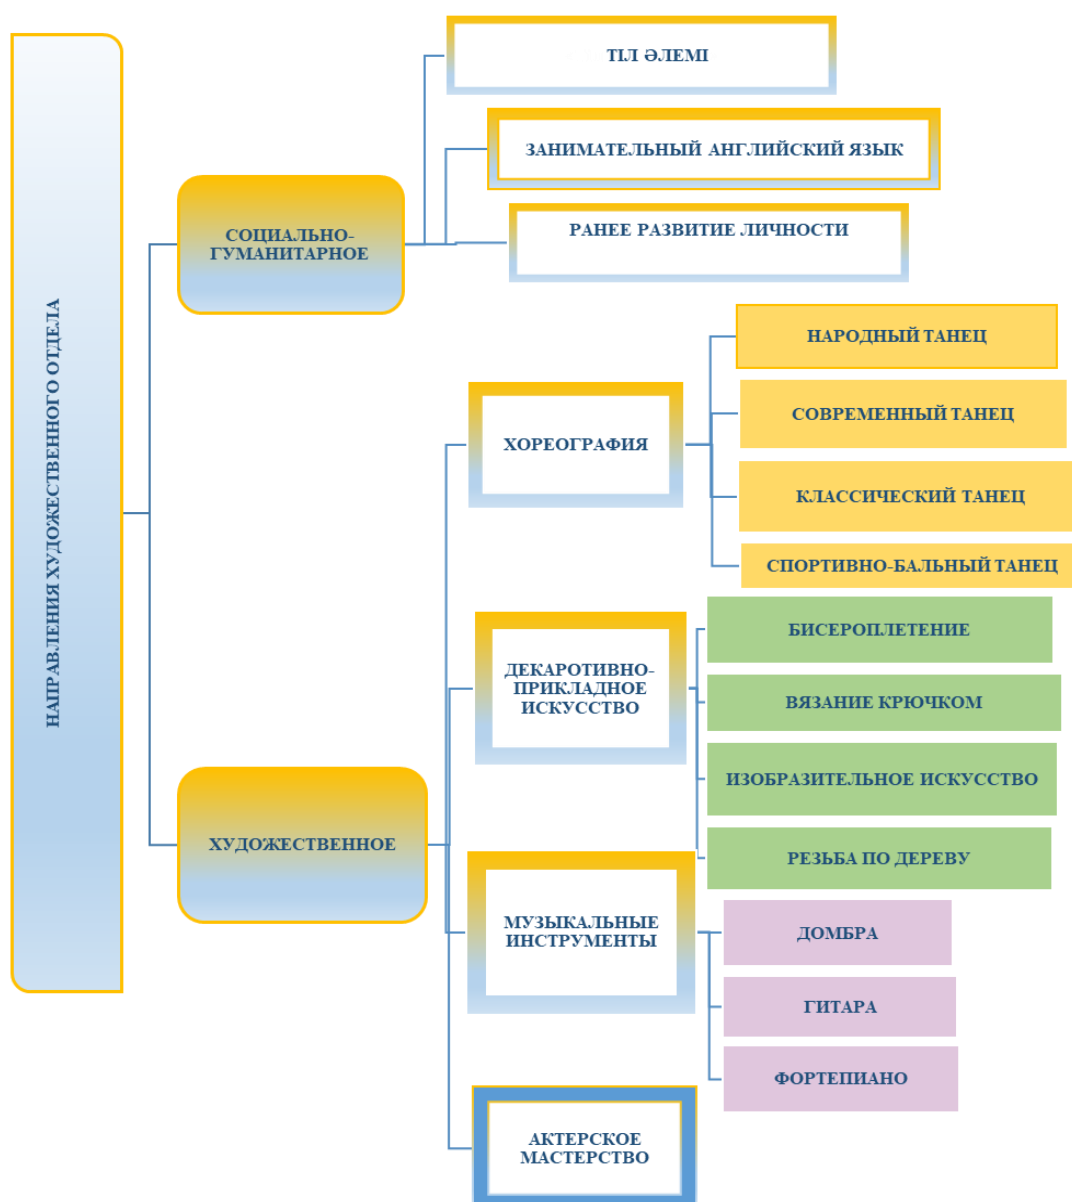 НАПРАВЛЕНИЯ ХУДОЖЕСТВЕННОГО ОТДЕЛА
СОЦИАЛЬНО-
ГУМАНИТАРНОЕ
ТІЛ ӘЛЕМІ
ЗАНИМАТЕЛЬНЫЙ АНГЛИЙСКИЙ ЯЗЫК
РАНЕЕ РАЗВИТИЕ ЛИЧНОСТИ
ХУДОЖЕСТВЕННОЕ
ХОРЕОГРАФИЯ
НАРОДНЫЙ ТАНЕЦ
СОВРЕМЕННЫЙ ТАНЕЦ
КЛАССИЧЕСКИЙ ТАНЕЦ
СПОРТИВНО-БАЛЬНЫЙ ТАНЕЦ
ДЕКАРОТИВНО-
ПРИКЛАДНОЕ
ИСКУССТВО
БИСЕРОПЛЕТЕНИЕ
ВЯЗАНИЕ КРЮЧКОМ
ИЗОБРАЗИТЕЛЬНОЕ ИСКУССТВО
РЕЗЬБА ПО ДЕРЕВУ
МУЗЫКАЛЬНЫЕ
ИНСТРУМЕНТЫ
ДОМБРА
ГИТАРА
ФОРТЕПИАНО
АКТЕРСКОЕ
МАСТЕРСТВО